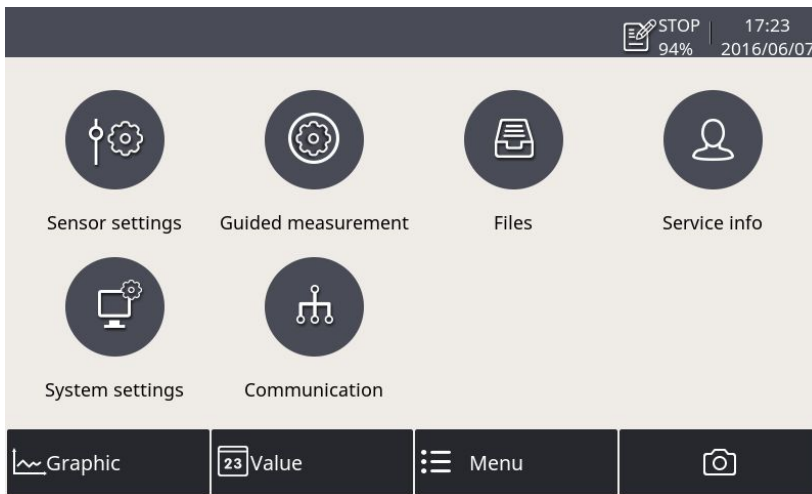 STOP 17:23
94% 2016/06/07
Sensor settings Guided measurement Files Service info
System settings Communication
Graphic 23 Value Menu